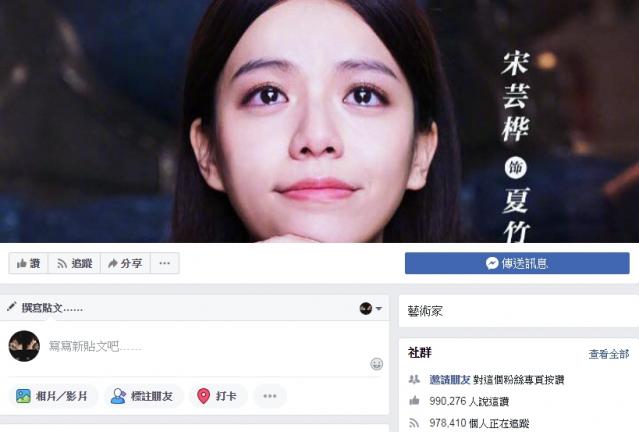 宋芸桦
饰
夏竹
讚
追蹤
分享
撰寫貼文......
寫寫新貼文吧......
相片／影片
標註朋友
打卡
傳送訊息
藝術家
社群
查看全部
邀請朋友 對這個粉絲專頁按讚
990,276 人說這讚
978,410 個人正在追蹤